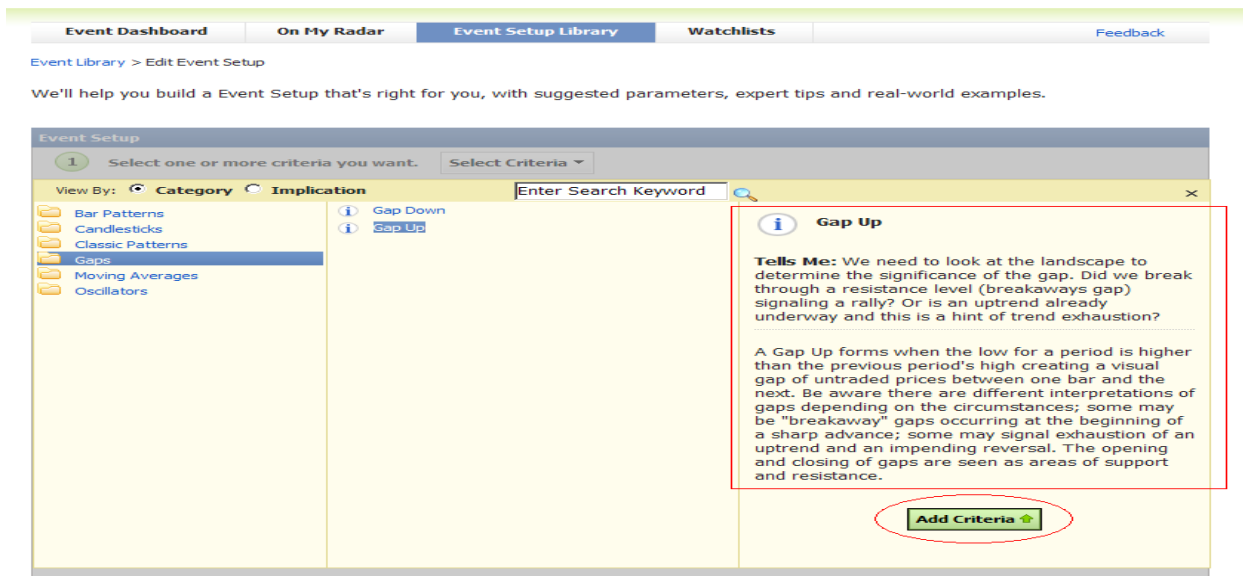 Event Dashboard On My Radar Event Setup Library Watchlists Feedback
Event Library > Edit Event Setup
We'll help you build a Event Setup that's right for you, with suggested parameters, expert tips and real-world examples.
Event Setup
1 Select one or more criteria you want. Select Criteria
View By: Category Implication Enter Search Keyword ×
Bar Patterns
Candlesticks
Classic Patterns
Gaps
Moving Averages
Oscillators
i Gap Down
i Gap Up
i Gap Up
Tells Me: We need to look at the landscape to
determine the significance of the gap. Did we break
through a resistance level (breakaways gap)
signaling a rally? Or is an uptrend already
underway and this is a hint of trend exhaustion?
A Gap Up forms when the low for a period is higher
than the previous period's high creating a visual
gap of untraded prices between one bar and the
next. Be aware there are different interpretations of
gaps depending on the circumstances; some may
be "breakaway" gaps occurring at the beginning of
a sharp advance; some may signal exhaustion of an
uptrend and an impending reversal. The opening
and closing of gaps are seen as areas of support
and resistance.
Add Criteria